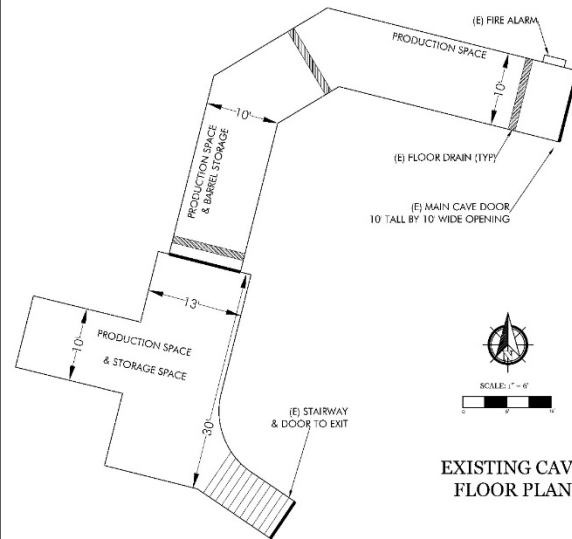 (E) FIRE ALARM
PRODUCTION SPACE
10'
(E) FLOOR DRAIN (TYP)
(E) MAIN CAVE DOOR
10' TALL BY 10' WIDE OPENING
10'
PRODUCTION SPACE
& BARREL STORAGE
13'
10'
PRODUCTION SPACE
& STORAGE SPACE
30'
(E) STAIRWAY
& DOOR TO EXIT
N
SCALE: 1" = 6'
0
EXISTING CAV
FLOOR PLAN